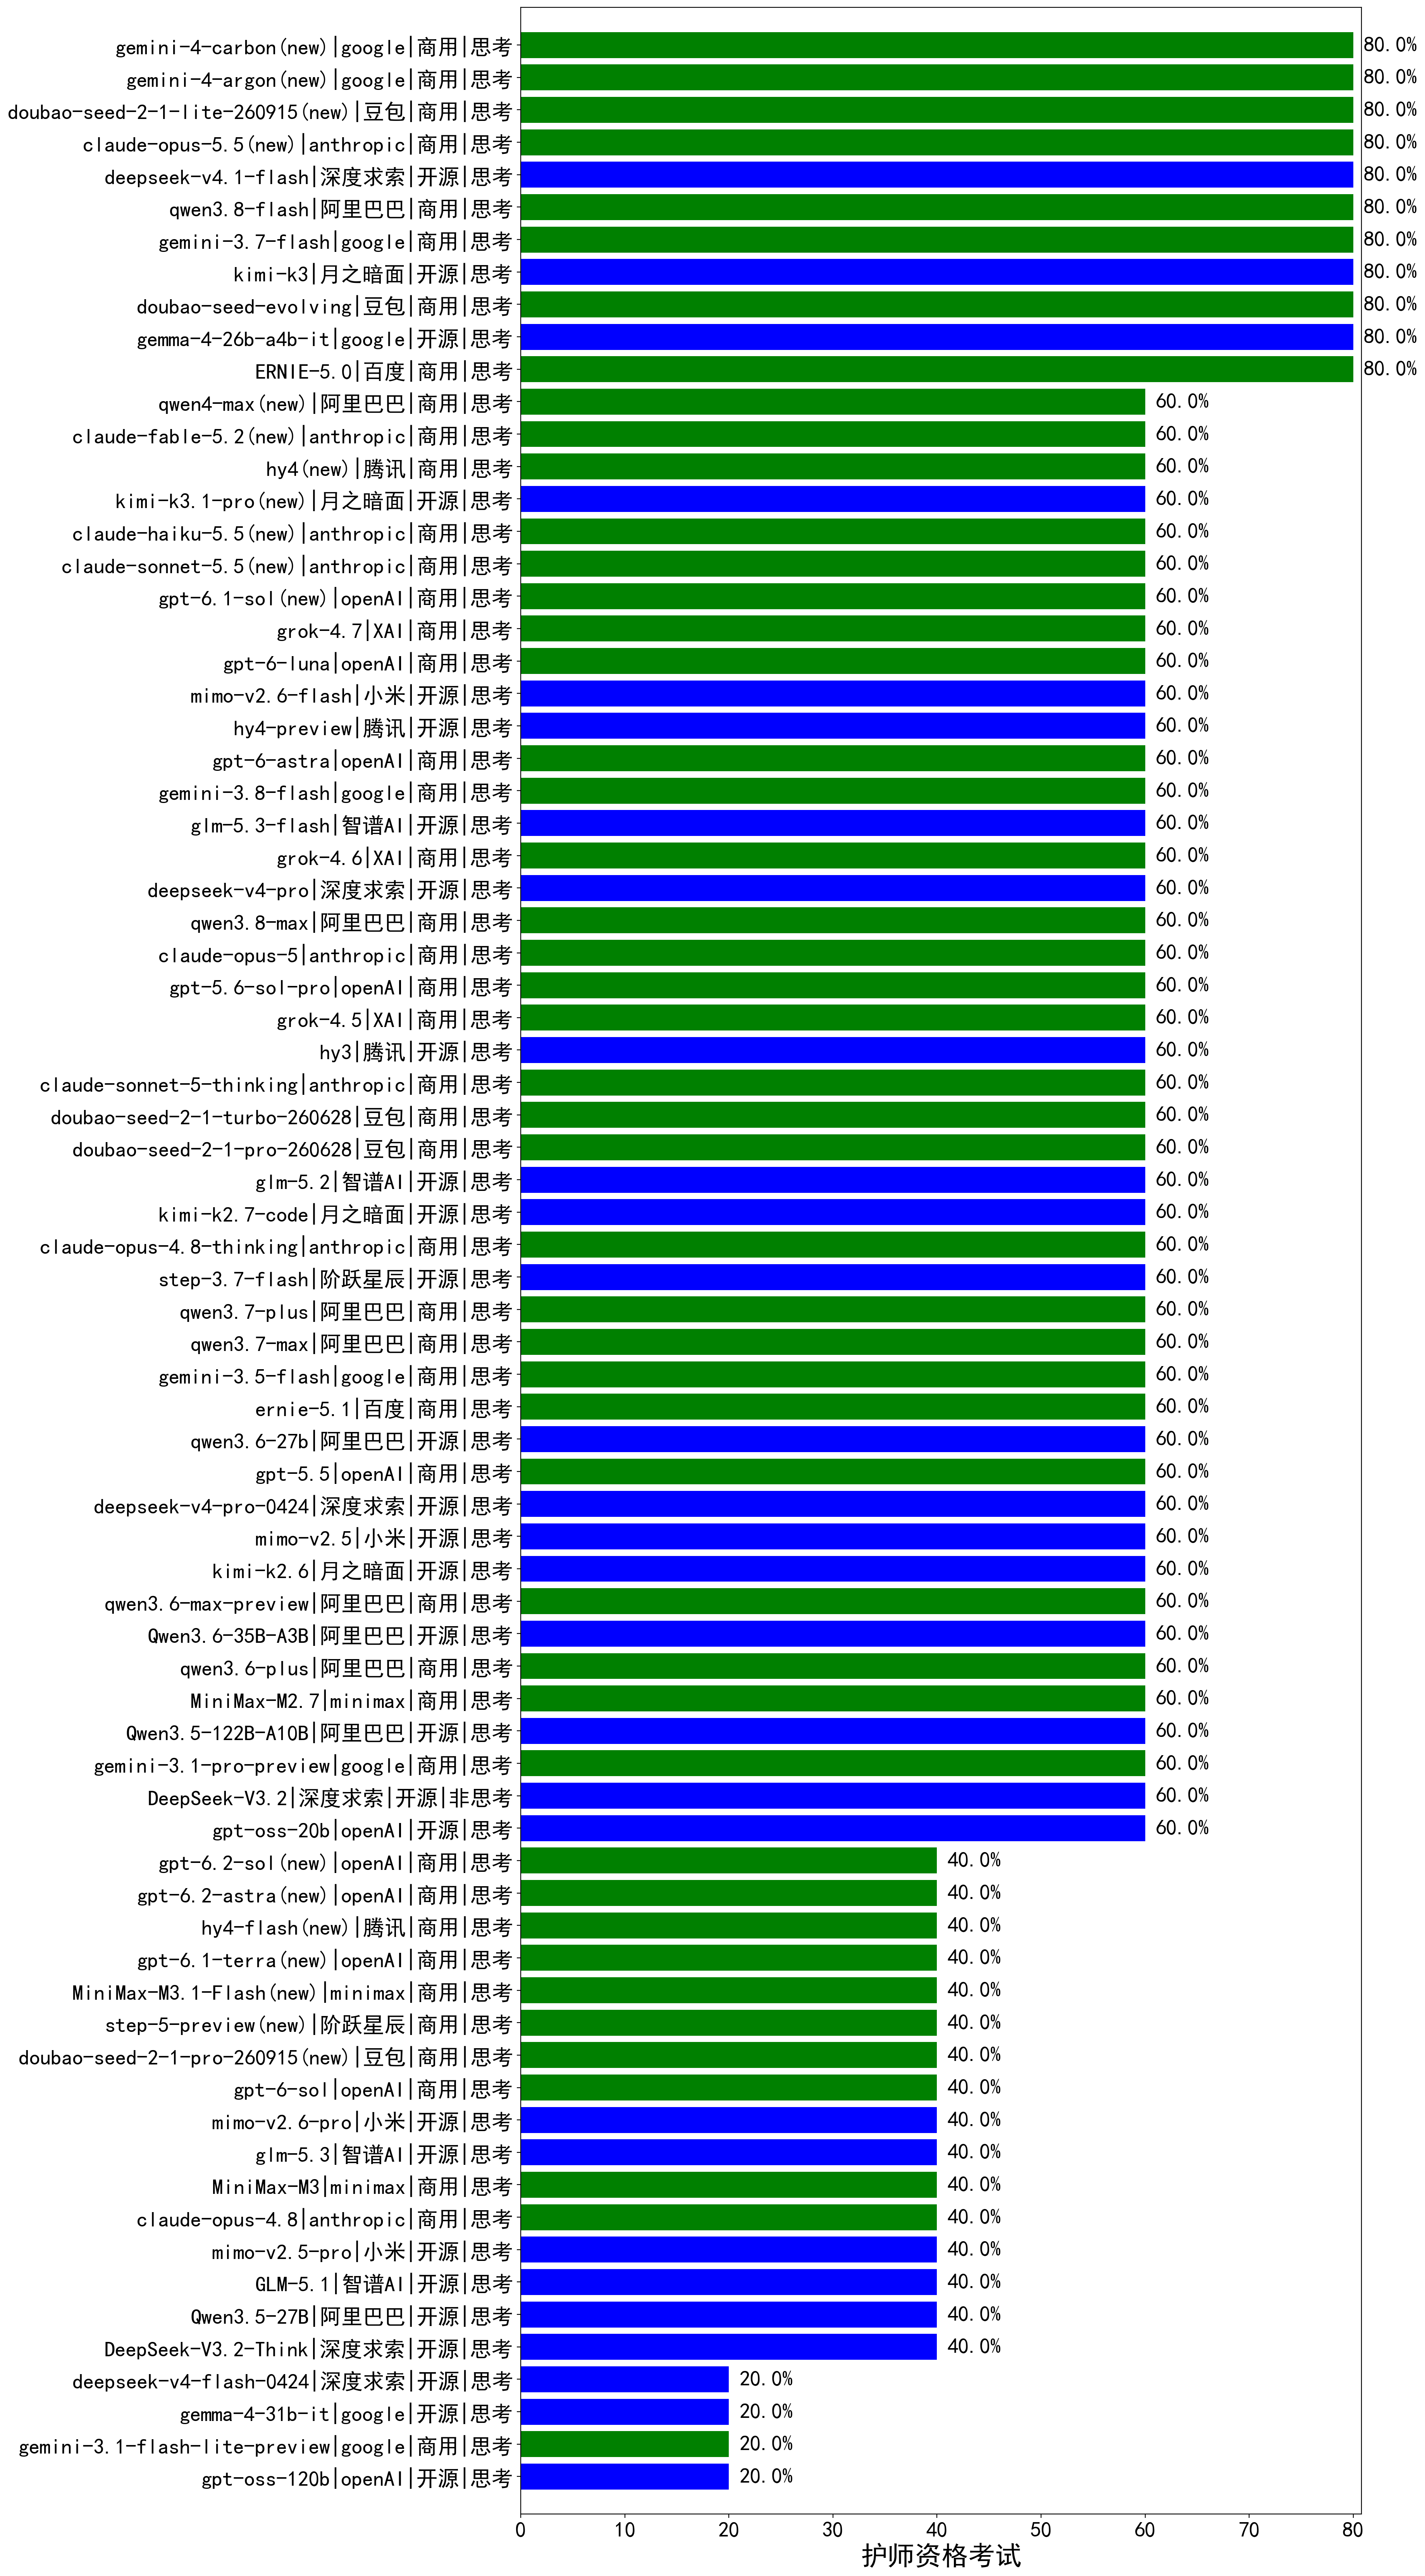 gemini-4-carbon(new)|google|商用|思考 80.0%
gemini-4-argon(new)|google|商用|思考 80.0%
doubao-seed-2-1-lite-260915(new)|豆包|商用|思考 80.0%
claude-opus-5.5(new)|anthropic|商用|思考 80.0%
deepseek-v4.1-flash|深度求索|开源|思考 80.0%
qwen3.8-flash|阿里巴巴|商用|思考 80.0%
gemini-3.7-flash|google|商用|思考 80.0%
kimi-k3|月之暗面|开源|思考 80.0%
doubao-seed-evolving|豆包|商用|思考 80.0%
gemma-4-26b-a4b-it|google|开源|思考 80.0%
ERNIE-5.0|百度|商用|思考 80.0%
qwen4-max(new)|阿里巴巴|商用|思考 60.0%
claude-fable-5.2(new)|anthropic|商用|思考 60.0%
hy4(new)|腾讯|商用|思考 60.0%
kimi-k3.1-pro(new)|月之暗面|开源|思考 60.0%
claude-haiku-5.5(new)|anthropic|商用|思考 60.0%
claude-sonnet-5.5(new)|anthropic|商用|思考 60.0%
gpt-6.1-sol(new)|openAI|商用|思考 60.0%
grok-4.7|XAI|商用|思考 60.0%
gpt-6-luna|openAI|商用|思考 60.0%
mimo-v2.6-flash|小米|开源|思考 60.0%
hy4-preview|腾讯|开源|思考 60.0%
gpt-6-astra|openAI|商用|思考 60.0%
gemini-3.8-flash|google|商用|思考 60.0%
glm-5.3-flash|智谱AI|开源|思考 60.0%
grok-4.6|XAI|商用|思考 60.0%
deepseek-v4-pro|深度求索|开源|思考 60.0%
qwen3.8-max|阿里巴巴|商用|思考 60.0%
claude-opus-5|anthropic|商用|思考 60.0%
gpt-5.6-sol-pro|openAI|商用|思考 60.0%
grok-4.5|XAI|商用|思考 60.0%
hy3|腾讯|开源|思考 60.0%
claude-sonnet-5-thinking|anthropic|商用|思考 60.0%
doubao-seed-2-1-turbo-260628|豆包|商用|思考 60.0%
doubao-seed-2-1-pro-260628|豆包|商用|思考 60.0%
glm-5.2|智谱AI|开源|思考 60.0%
kimi-k2.7-code|月之暗面|开源|思考 60.0%
claude-opus-4.8-thinking|anthropic|商用|思考 60.0%
step-3.7-flash|阶跃星辰|开源|思考 60.0%
qwen3.7-plus|阿里巴巴|商用|思考 60.0%
qwen3.7-max|阿里巴巴|商用|思考 60.0%
gemini-3.5-flash|google|商用|思考 60.0%
ernie-5.1|百度|商用|思考 60.0%
qwen3.6-27b|阿里巴巴|开源|思考 60.0%
gpt-5.5|openAI|商用|思考 60.0%
deepseek-v4-pro-0424|深度求索|开源|思考 60.0%
mimo-v2.5|小米|开源|思考 60.0%
kimi-k2.6|月之暗面|开源|思考 60.0%
qwen3.6-max-preview|阿里巴巴|商用|思考 60.0%
Qwen3.6-35B-A3B|阿里巴巴|开源|思考 60.0%
qwen3.6-plus|阿里巴巴|商用|思考 60.0%
MiniMax-M2.7|minimax|商用|思考 60.0%
Qwen3.5-122B-A10B|阿里巴巴|开源|思考 60.0%
gemini-3.1-pro-preview|google|商用|思考 60.0%
DeepSeek-V3.2|深度求索|开源|非思考 60.0%
gpt-oss-20b|openAI|开源|思考 60.0%
gpt-6.2-sol(new)|openAI|商用|思考 40.0%
gpt-6.2-astra(new)|openAI|商用|思考 40.0%
hy4-flash(new)|腾讯|商用|思考 40.0%
gpt-6.1-terra(new)|openAI|商用|思考 40.0%
MiniMax-M3.1-Flash(new)|minimax|商用|思考 40.0%
step-5-preview(new)|阶跃星辰|商用|思考 40.0%
doubao-seed-2-1-pro-260915(new)|豆包|商用|思考 40.0%
gpt-6-sol|openAI|商用|思考 40.0%
mimo-v2.6-pro|小米|开源|思考 40.0%
glm-5.3|智谱AI|开源|思考 40.0%
MiniMax-M3|minimax|商用|思考 40.0%
claude-opus-4.8|anthropic|商用|思考 40.0%
mimo-v2.5-pro|小米|开源|思考 40.0%
GLM-5.1|智谱AI|开源|思考 40.0%
Qwen3.5-27B|阿里巴巴|开源|思考 40.0%
DeepSeek-V3.2-Think|深度求索|开源|思考 40.0%
deepseek-v4-flash-0424|深度求索|开源|思考 20.0%
gemma-4-31b-it|google|开源|思考 20.0%
gemini-3.1-flash-lite-preview|google|商用|思考 20.0%
gpt-oss-120b|openAI|开源|思考 20.0%
0 10 20 30 40 50 60 70 80
护师资格考试